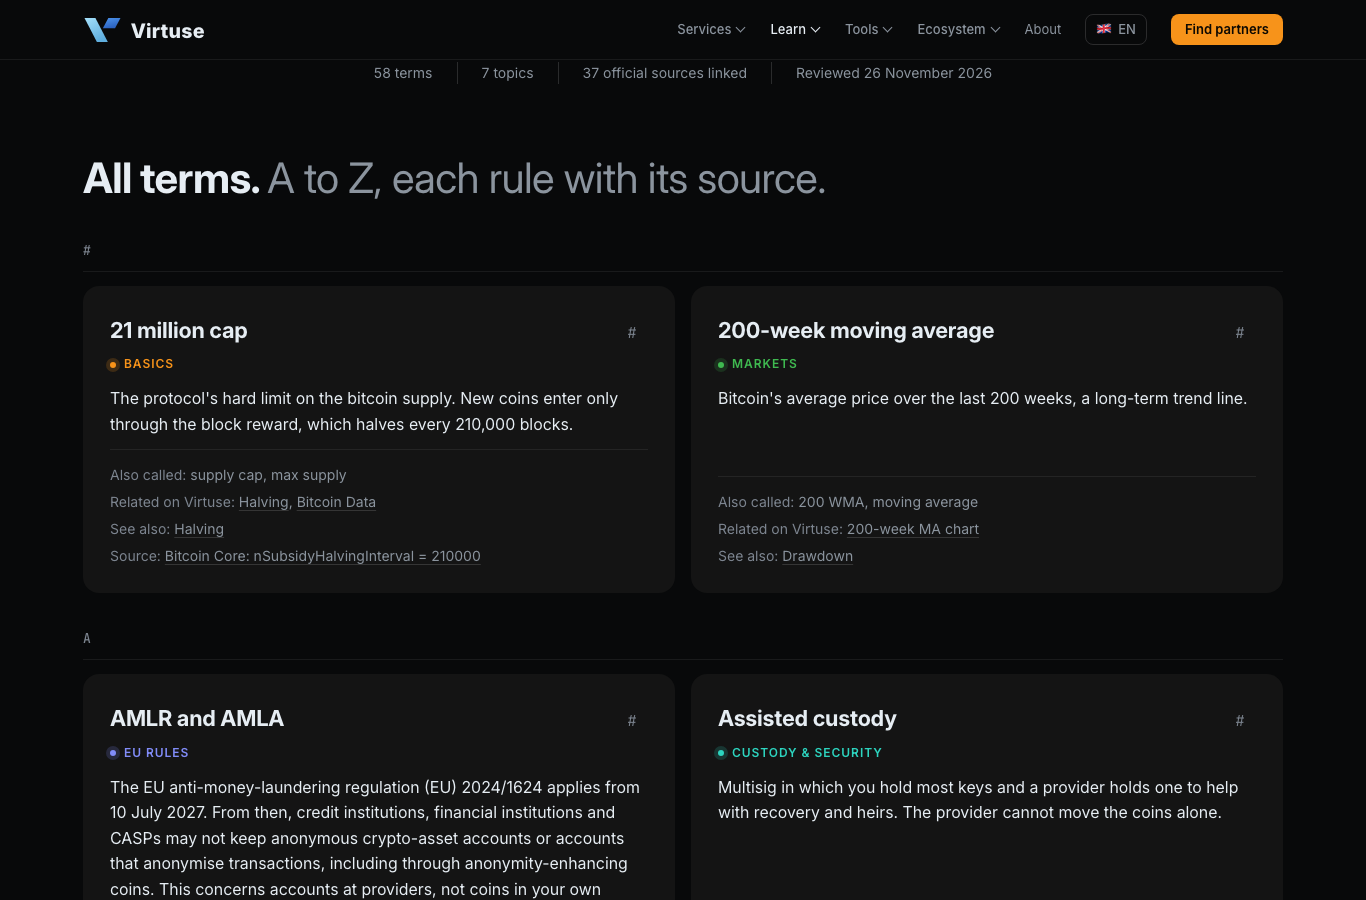 Virtuse
Services
Learn
Tools
Ecosystem
About
EN
Find partners
58 terms
7 topics
37 official sources linked
Reviewed 26 November 2026
All terms. A to Z, each rule with its source.
#
21 million cap
#
BASICS
The protocol's hard limit on the bitcoin supply. New coins enter only
through the block reward, which halves every 210,000 blocks.
Also called: supply cap, max supply
Related on Virtuse: Halving, Bitcoin Data
See also: Halving
Source: Bitcoin Core: nSubsidyHalvingInterval = 210000
200-week moving average
#
MARKETS
Bitcoin's average price over the last 200 weeks, a long-term trend line.
Also called: 200 WMA, moving average
Related on Virtuse: 200-week MA chart
See also: Drawdown
A
AMLR and AMLA
#
EU RULES
The EU anti-money-laundering regulation (EU) 2024/1624 applies from
10 July 2027. From then, credit institutions, financial institutions and
CASPs may not keep anonymous crypto-asset accounts or accounts
that anonymise transactions, including through anonymity-enhancing
coins. This concerns accounts at providers, not coins in your own
Assisted custody
#
CUSTODY & SECURITY
Multisig in which you hold most keys and a provider holds one to help
with recovery and heirs. The provider cannot move the coins alone.